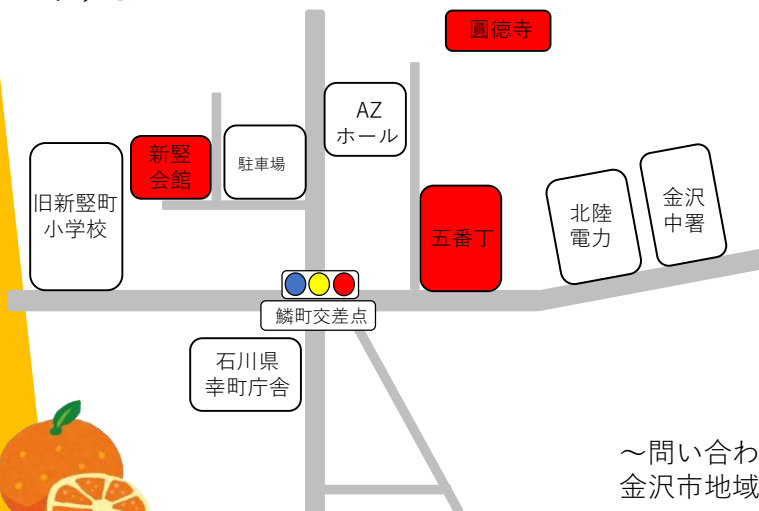 圓徳寺
AZ
ホール
新竪
会館
駐車場
旧新竪町
小学校
五番丁
北陸
電力
金沢
中署
鱗町交差点
石川県
幸町庁舎
～問い合わ
金沢市地域